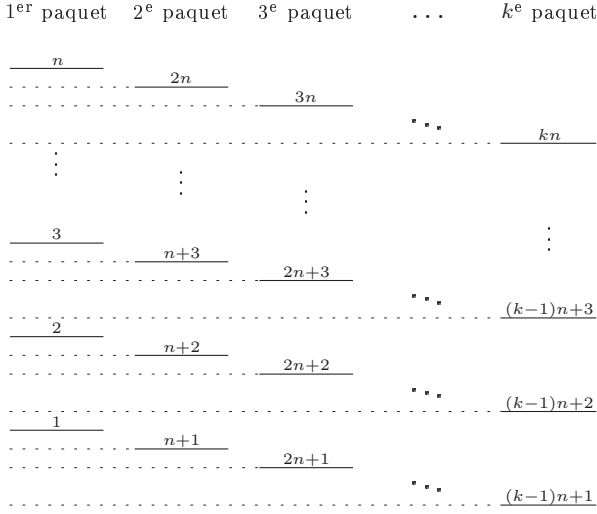 1er paquet 2e paquet 3e paquet ... ke paquet
n
2n
3n
kn
3
n+3
2n+3
(k−1)n+3
2
n+2
2n+2
(k−1)n+2
1
n+1
2n+1
(k−1)n+1